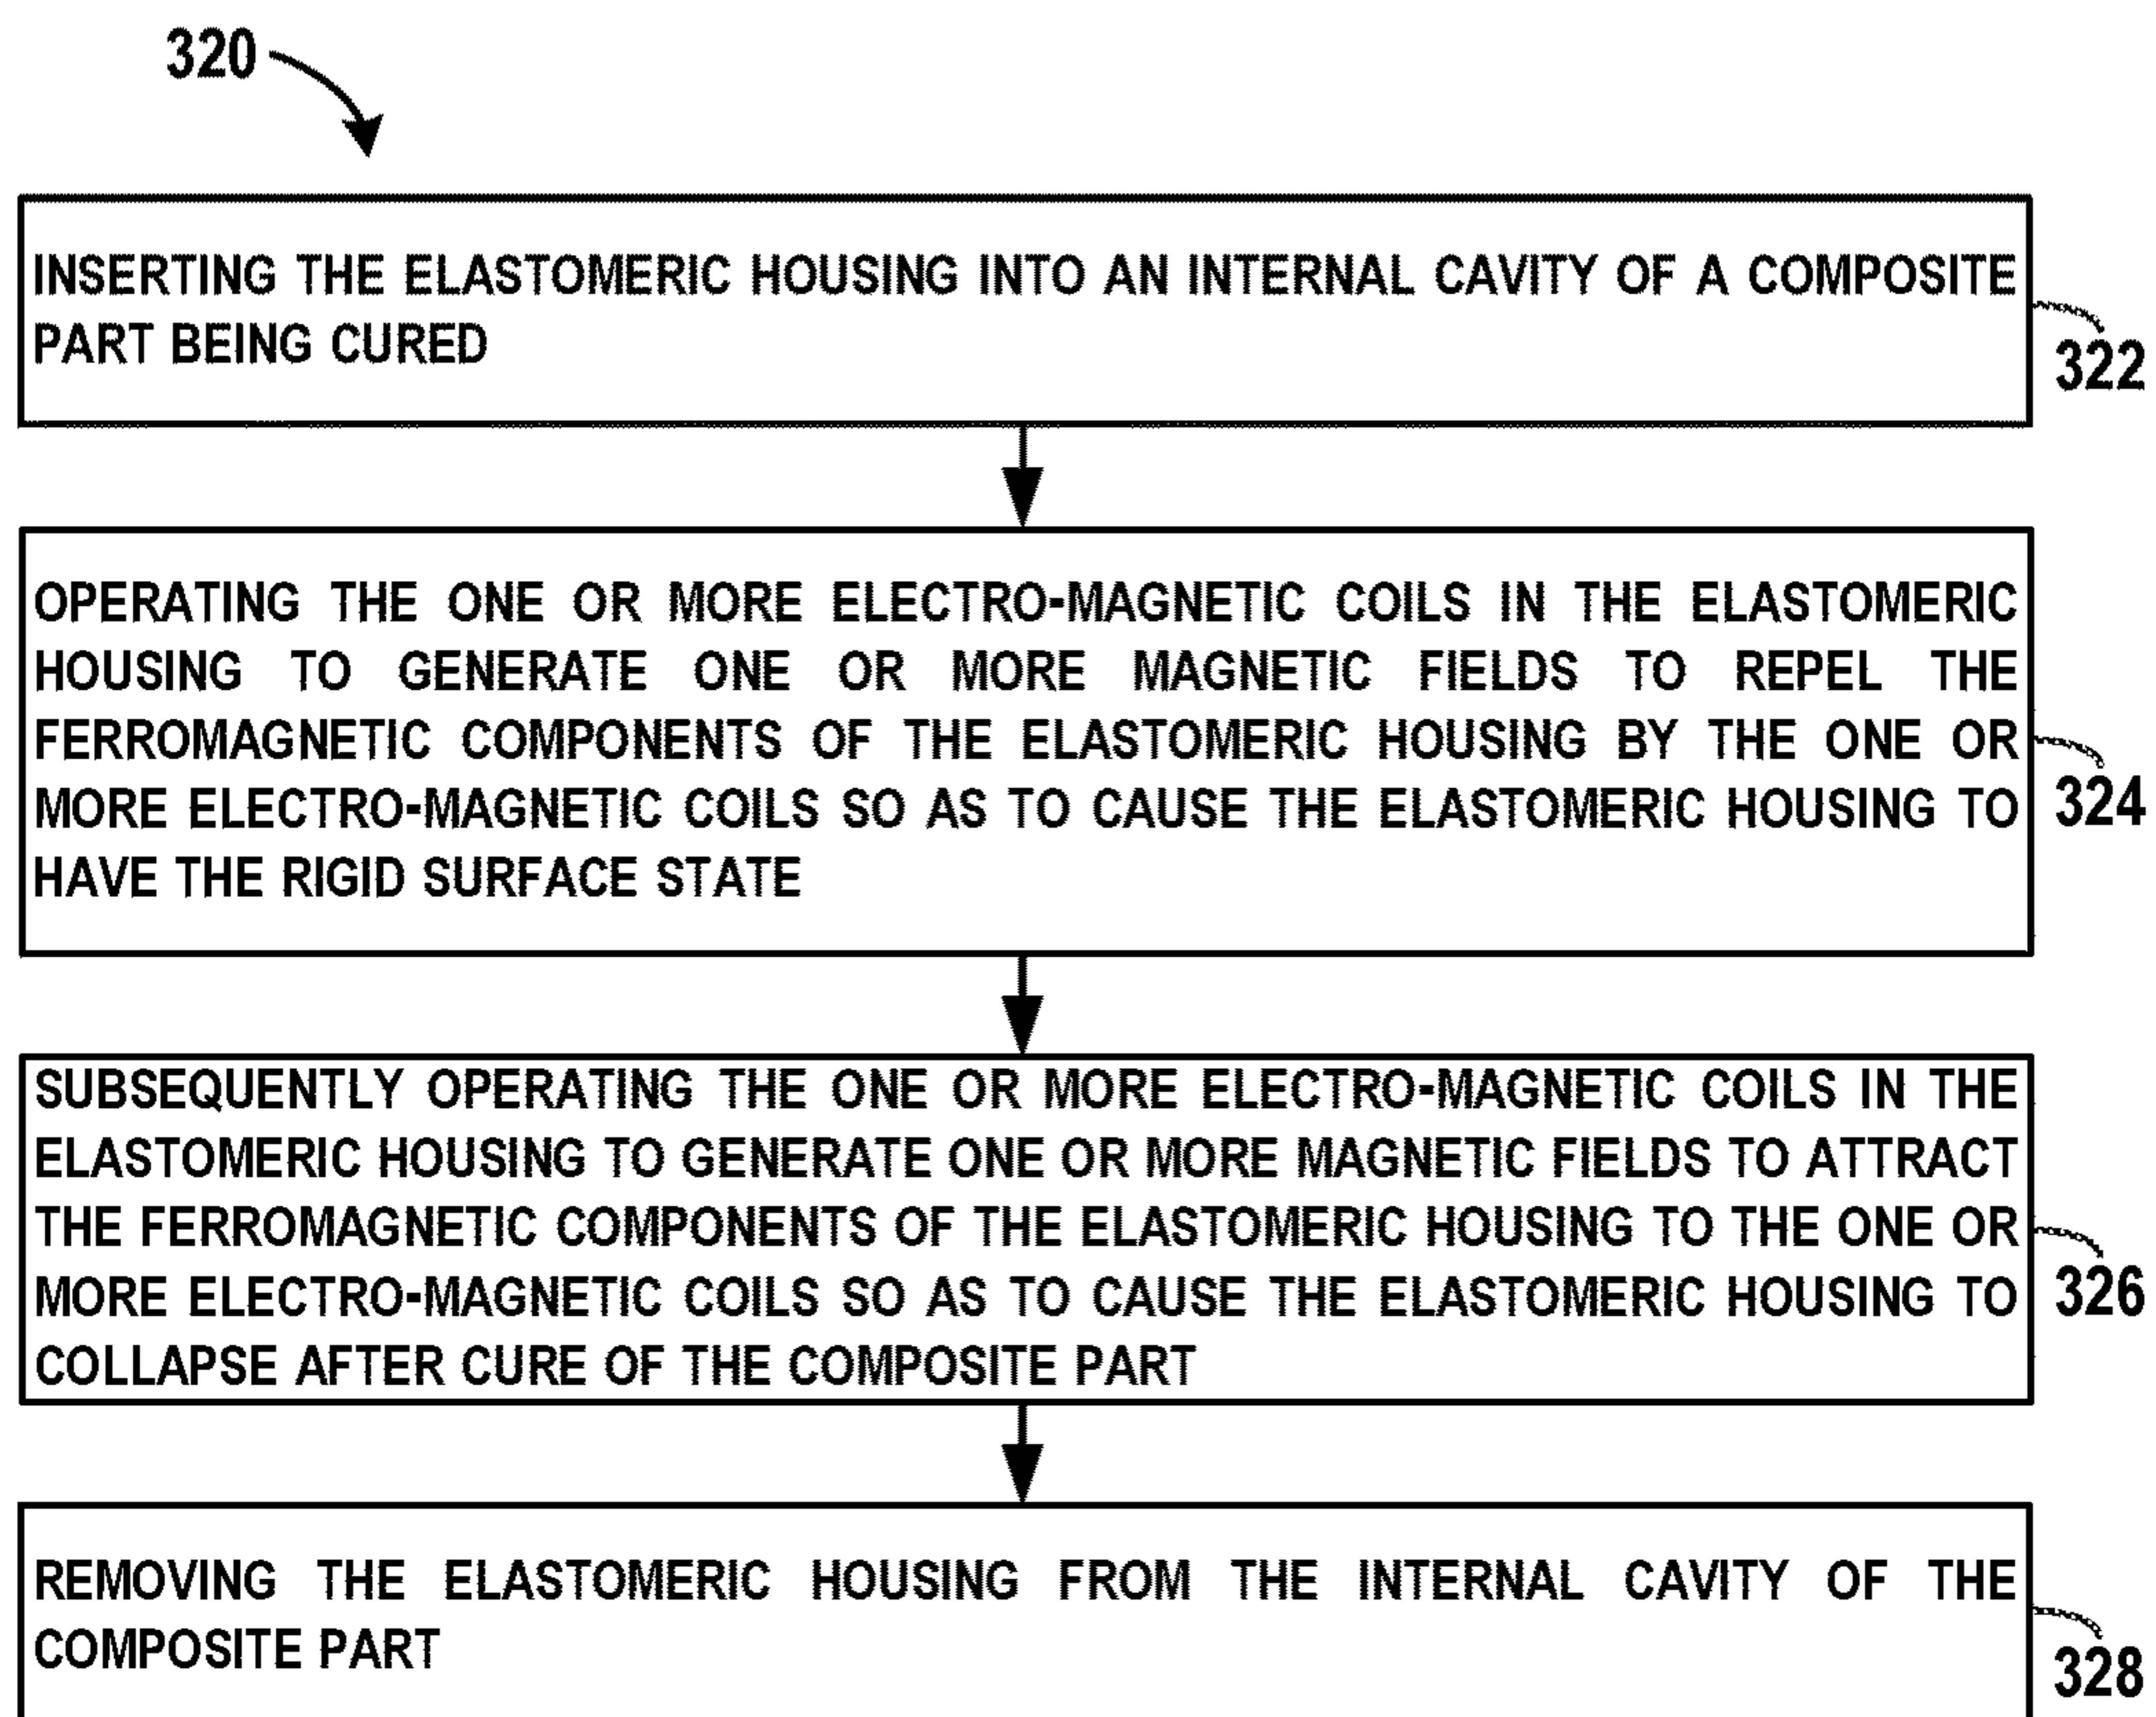 320
INSERTING THE ELASTOMERIC HOUSING INTO AN INTERNAL CAVITY OF A COMPOSITE
PART BEING CURED
322
OPERATING THE ONE OR MORE ELECTRO-MAGNETIC COILS IN THE ELASTOMERIC
HOUSING TO GENERATE ONE OR MORE MAGNETIC FIELDS TO REPEL THE
FERROMAGNETIC COMPONENTS OF THE ELASTOMERIC HOUSING BY THE ONE OR
MORE ELECTRO-MAGNETIC COILS SO AS TO CAUSE THE ELASTOMERIC HOUSING TO
HAVE THE RIGID SURFACE STATE
324
SUBSEQUENTLY OPERATING THE ONE OR MORE ELECTRO-MAGNETIC COILS IN THE
ELASTOMERIC HOUSING TO GENERATE ONE OR MORE MAGNETIC FIELDS TO ATTRACT
THE FERROMAGNETIC COMPONENTS OF THE ELASTOMERIC HOUSING TO THE ONE OR
MORE ELECTRO-MAGNETIC COILS SO AS TO CAUSE THE ELASTOMERIC HOUSING TO
COLLAPSE AFTER CURE OF THE COMPOSITE PART
326
REMOVING THE ELASTOMERIC HOUSING FROM THE INTERNAL CAVITY OF THE
COMPOSITE PART
328